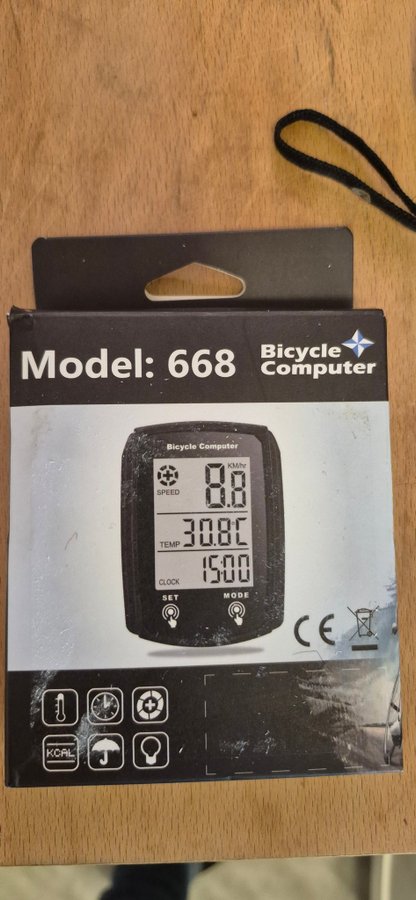 Model: 668
Bicycle
Computer
Bicycle Computer
KM/hr
8.8
SPEED
TEMP 30.8C
CLOCK 1500
SET MODE
CE
KCAL